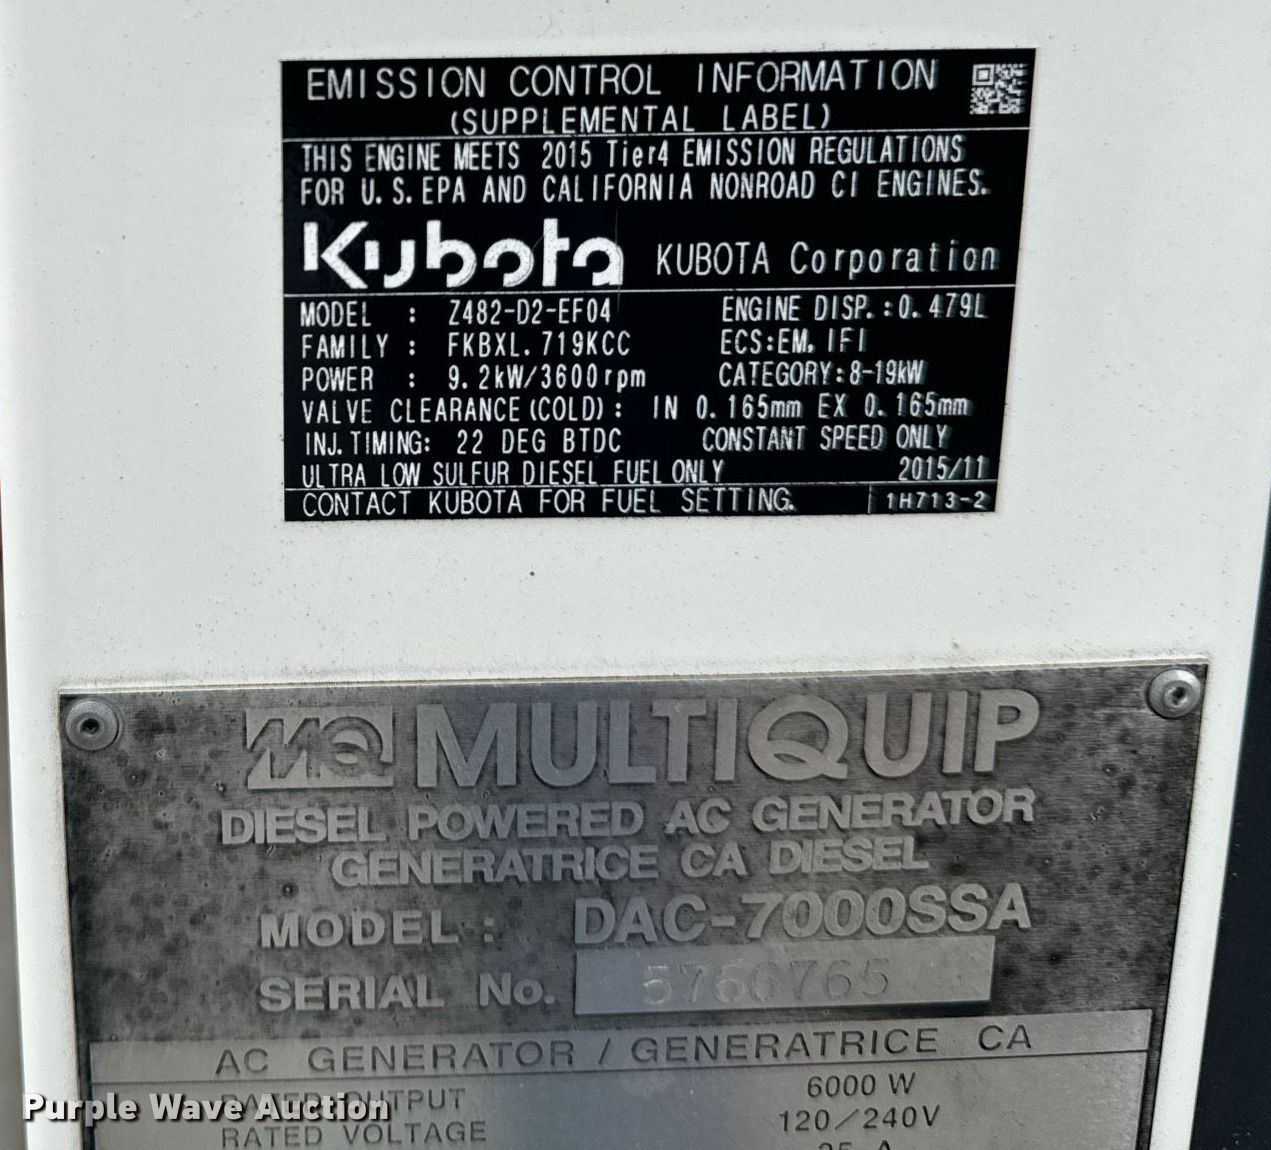 EMISSION CONTROL INFORMATION
(SUPPLEMENTAL LABEL)
THIS ENGINE MEETS 2015 Tier4 EMISSION REGULATIONS
FOR U.S.EPA AND CALIFORNIA NONROAD CI ENGINES.
Kubota KUBOTA Corporation
MODEL : Z482-D2-EF04 ENGINE DISP.:0.479L
FAMILY : FKBXL.719KCC ECS:EM, IFI
POWER : 9.2kW/3600rpm CATEGORY:8-19kW
VALVE CLEARANCE(COLD): IN 0.165mm EX 0.165mm
INJ.TIMING: 22 DEG BTDC CONSTANT SPEED ONLY
ULTRA LOW SULFUR DIESEL FUEL ONLY 2015/11
CONTACT KUBOTA FOR FUEL SETTING. 1H713-2
MQ MULTIQUIP
DIESEL POWERED AC GENERATOR
GENERATRICE CA DIESEL
MODEL: DAC-7000SSA
SERIAL No. 5766765
AC GENERATOR / GENERATRICE CA
RATED OUTPUT 6000 W
Purple Wave Auction
RATED VOLTAGE 120/240V